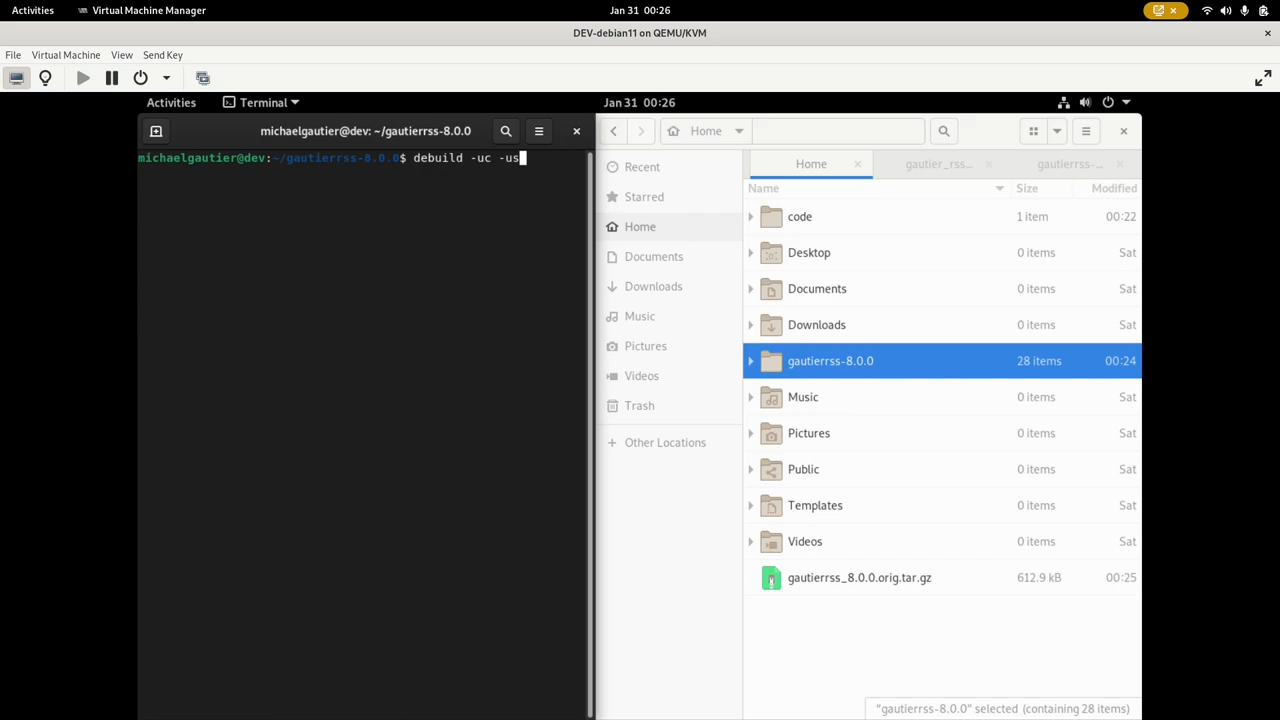 Activities Virtual Machine Manager Jan 31 00:26
DEV-debian11 on QEMU/KVM
File Virtual Machine View Send Key
Activities Terminal Jan 31 00:26
michaelgautier@dev: ~/gautierrss-8.0.0
michaelgautier@dev:~/gautierrss-8.0.0$ debuild -uc -us
Home
Recent
Starred
Home
Documents
Downloads
Music
Pictures
Videos
Trash
Other Locations
Home gautier_rss... gautierrss-...
Name Size Modified
code 1 item 00:22
Desktop 0 items Sat
Documents 0 items Sat
Downloads 0 items Sat
gautierrss-8.0.0 28 items 00:24
Music 0 items Sat
Pictures 0 items Sat
Public 0 items Sat
Templates 0 items Sat
Videos 0 items Sat
gautierrss_8.0.0.orig.tar.gz 612.9 kB 00:25
"gautierrss-8.0.0" selected (containing 28 items)